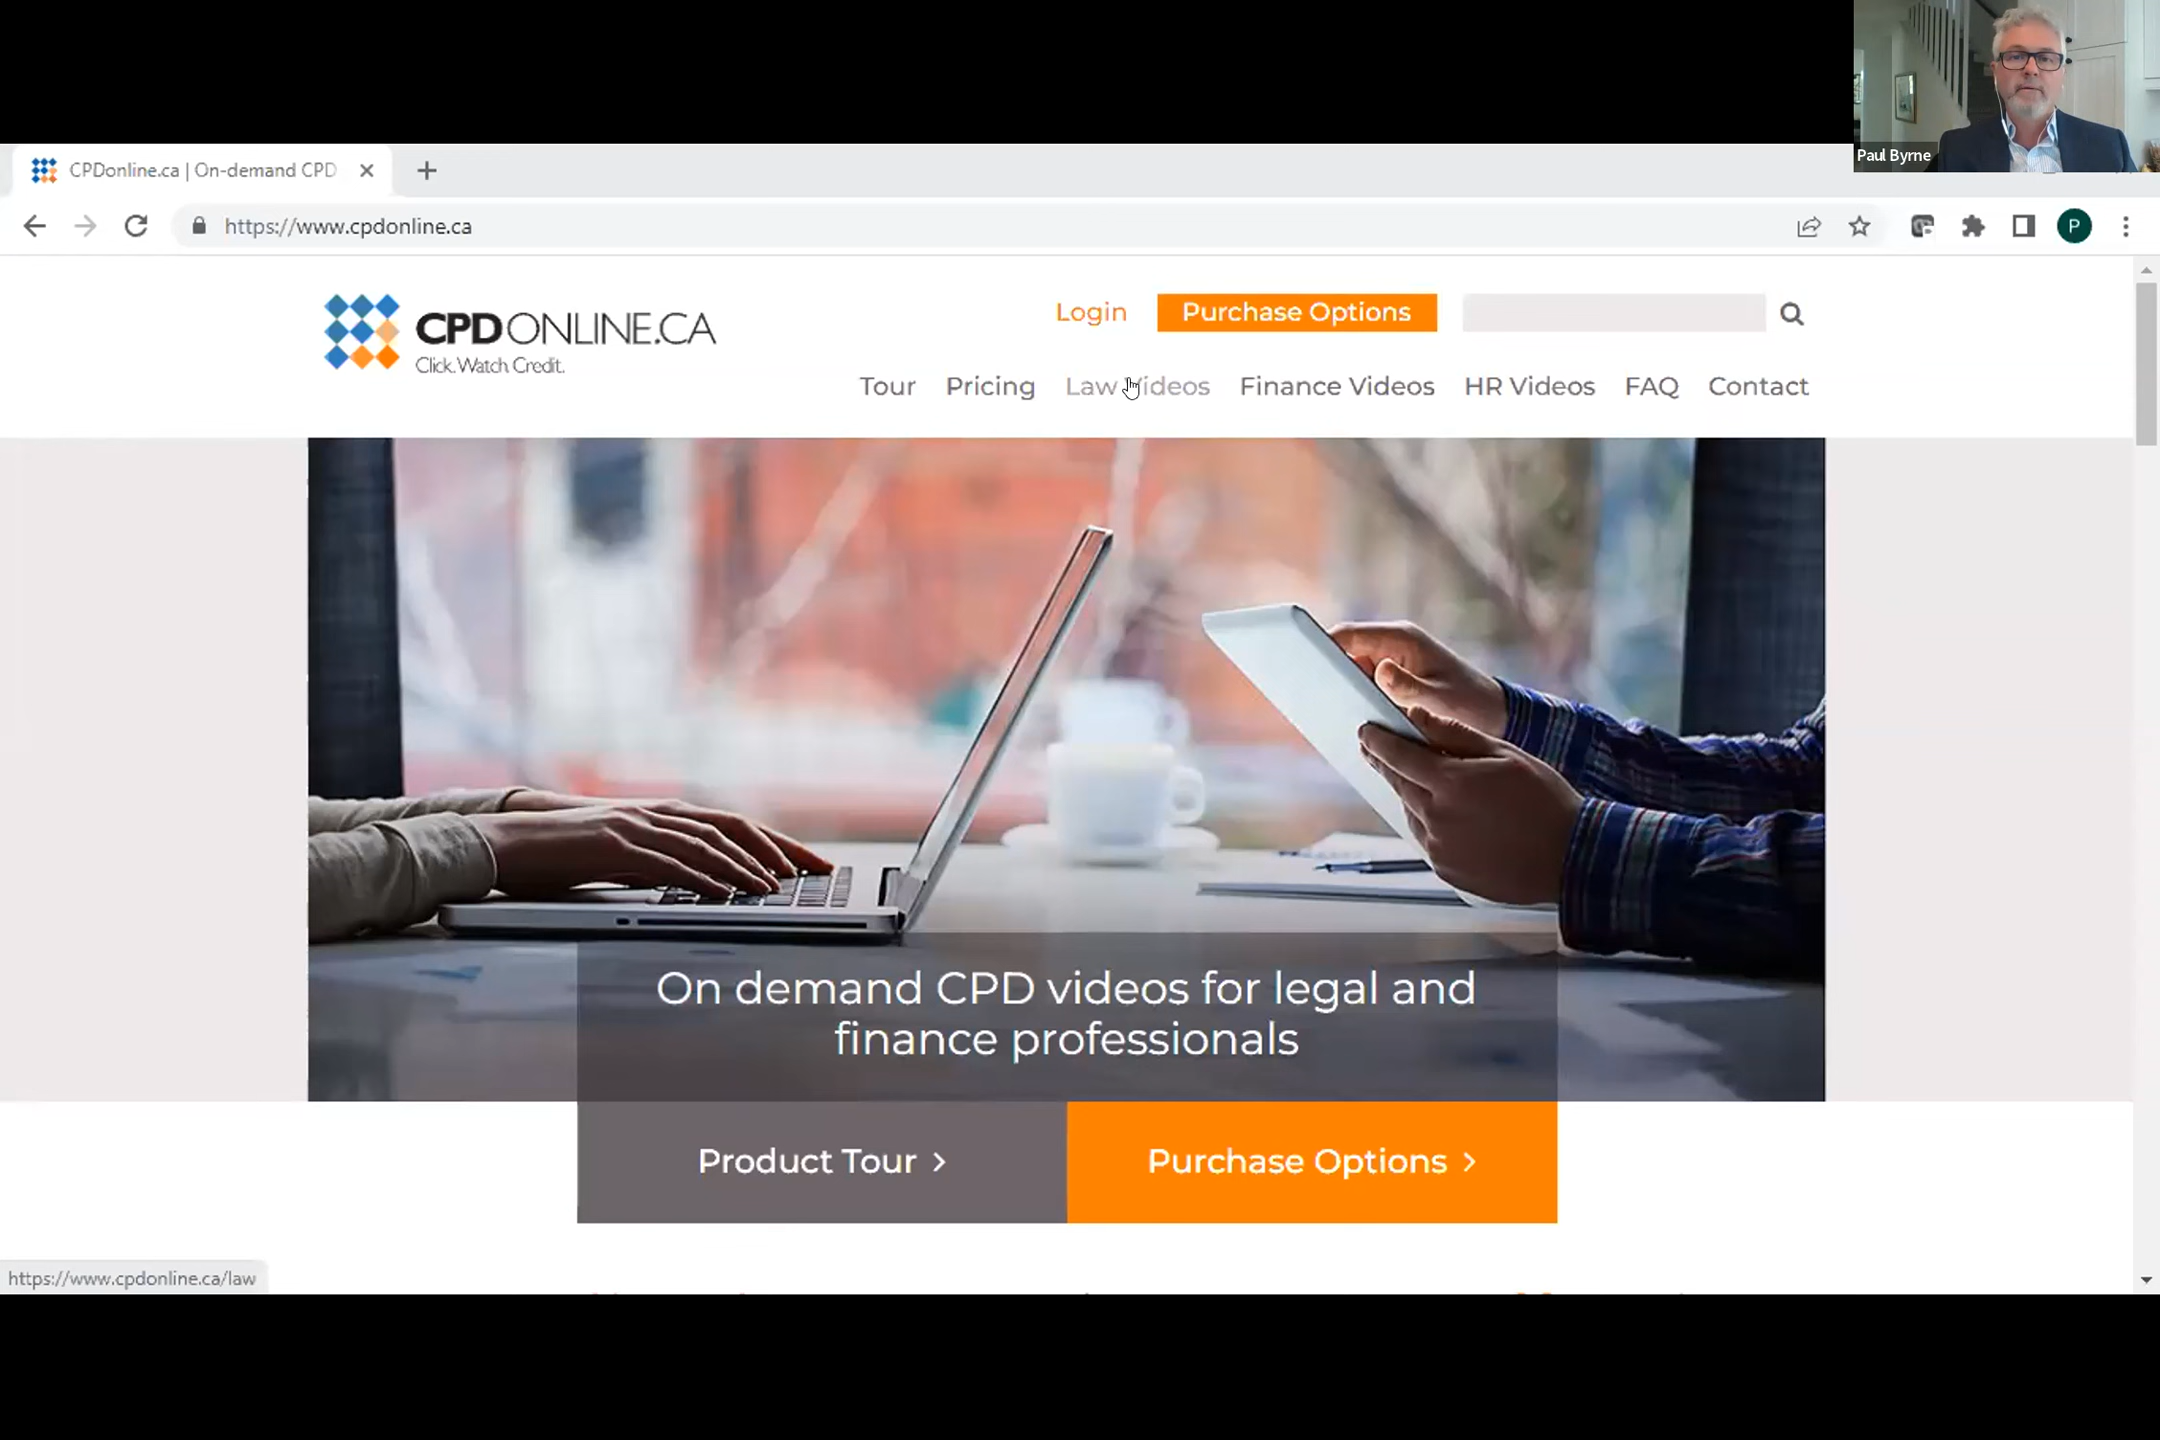 Paul Byrne
CPDonline.ca | On-demand CPD
https://www.cpdonline.ca
P
CPDONLINE.CA
Click. Watch Credit.
Login
Purchase Options
Tour
Pricing
Law Videos
Finance Videos
HR Videos
FAQ
Contact
On demand CPD videos for legal and
finance professionals
Product Tour >
Purchase Options >
https://www.cpdonline.ca/law